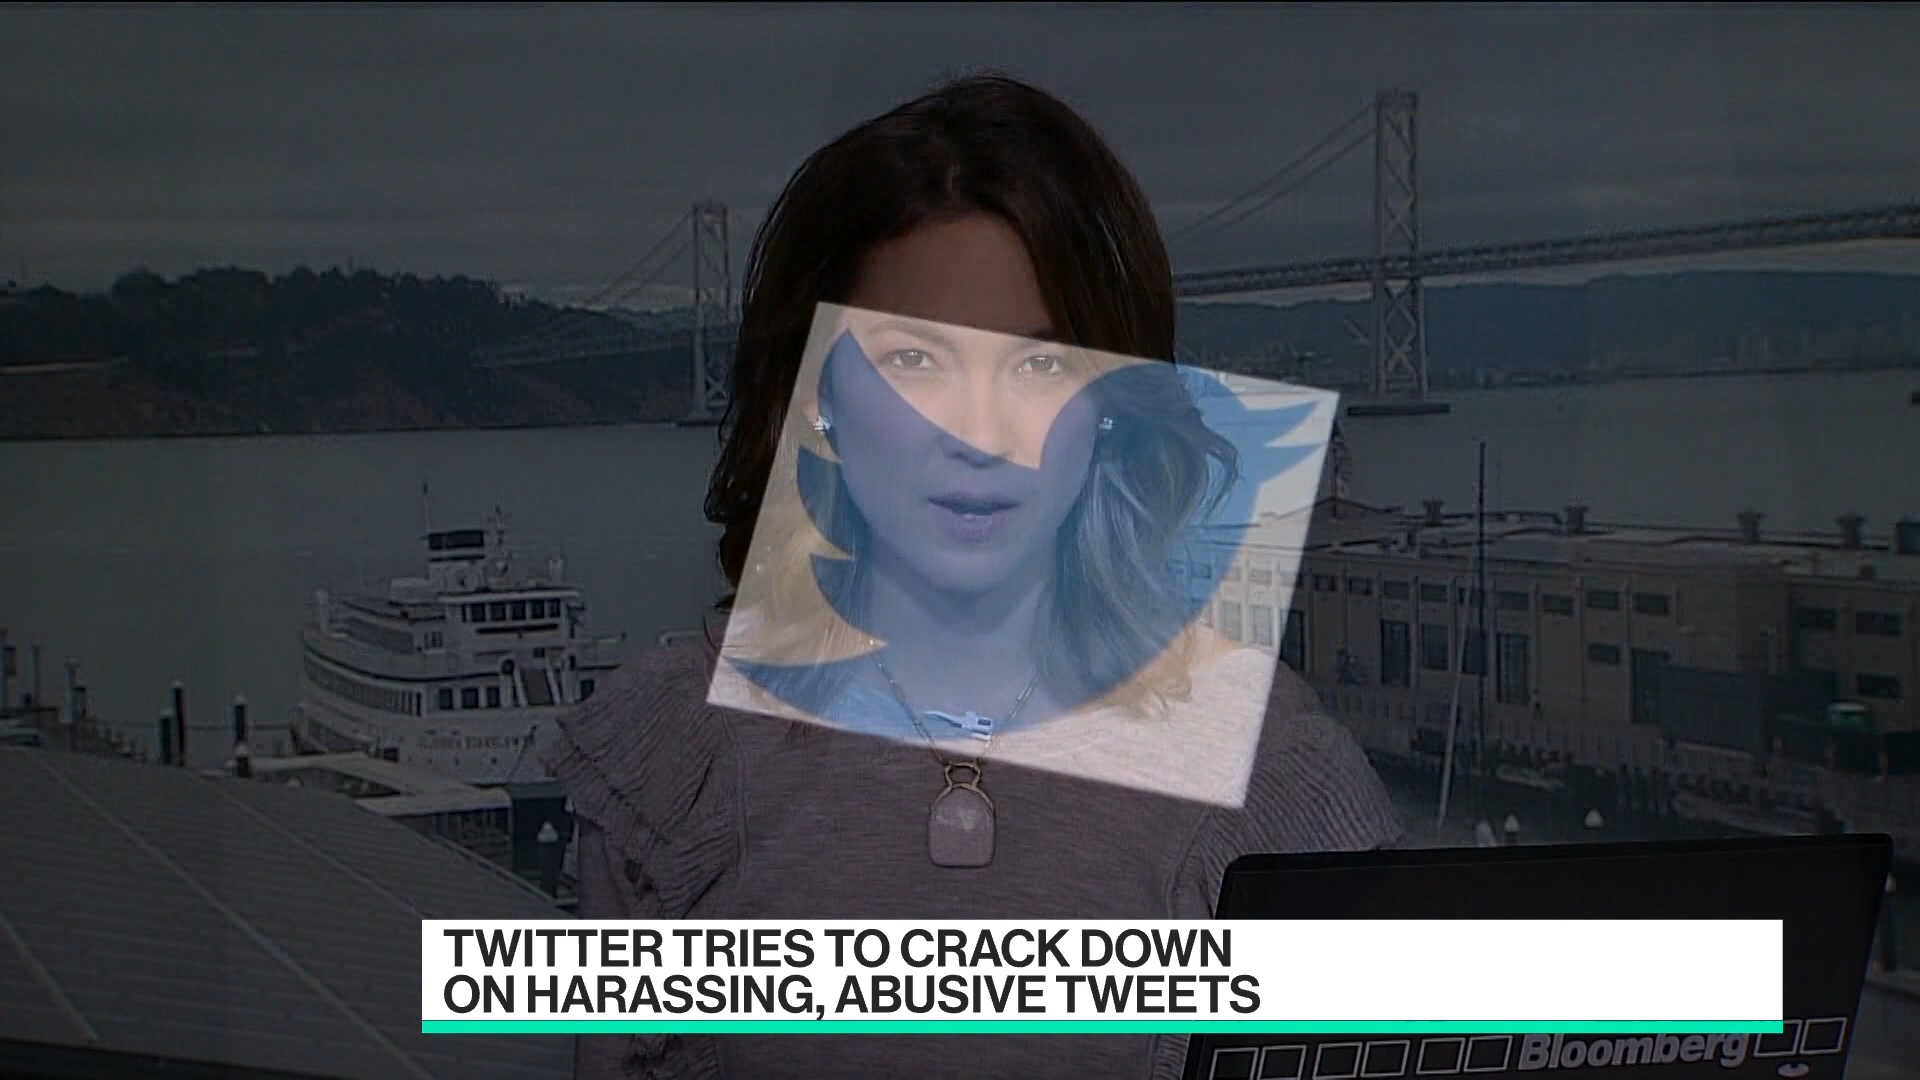 TWITTER TRIES TO CRACK DOWN
ON HARASSING, ABUSIVE TWEETS
Bloomberg